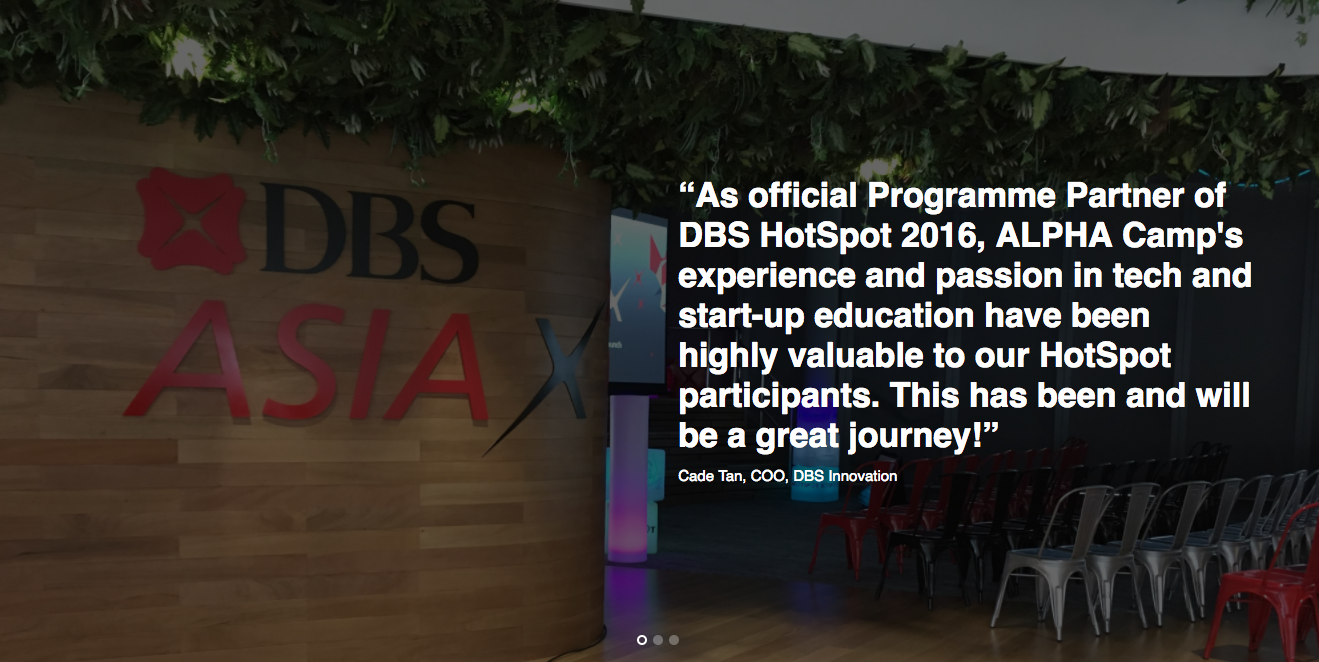 DBS
ASIA X
“As official Programme Partner of
DBS HotSpot 2016, ALPHA Camp's
experience and passion in tech and
start-up education have been
highly valuable to our HotSpot
participants. This has been and will
be a great journey!”
Cade Tan, COO, DBS Innovation